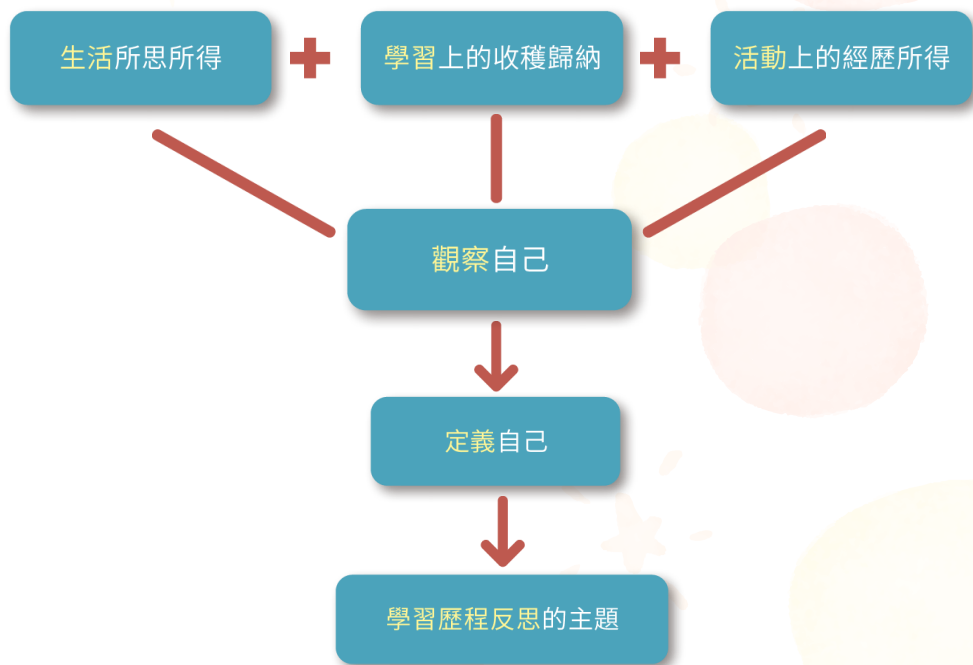 生活所思所得
學習上的收穫歸納
活動上的經歷所得
觀察自己
定義自己
學習歷程反思的主題